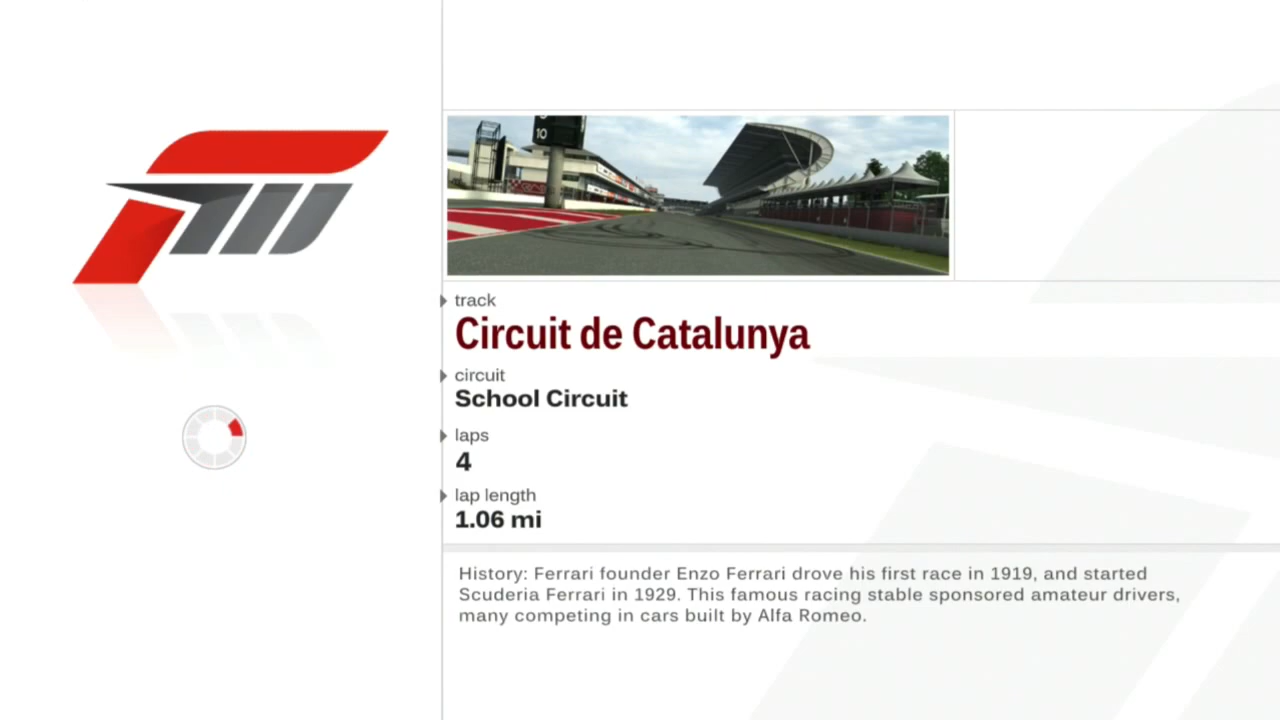 10
track
Circuit de Catalunya
circuit
School Circuit
laps
4
lap length
1.06 mi
History: Ferrari founder Enzo Ferrari drove his first race in 1919, and started
Scuderia Ferrari in 1929. This famous racing stable sponsored amateur drivers,
many competing in cars built by Alfa Romeo.